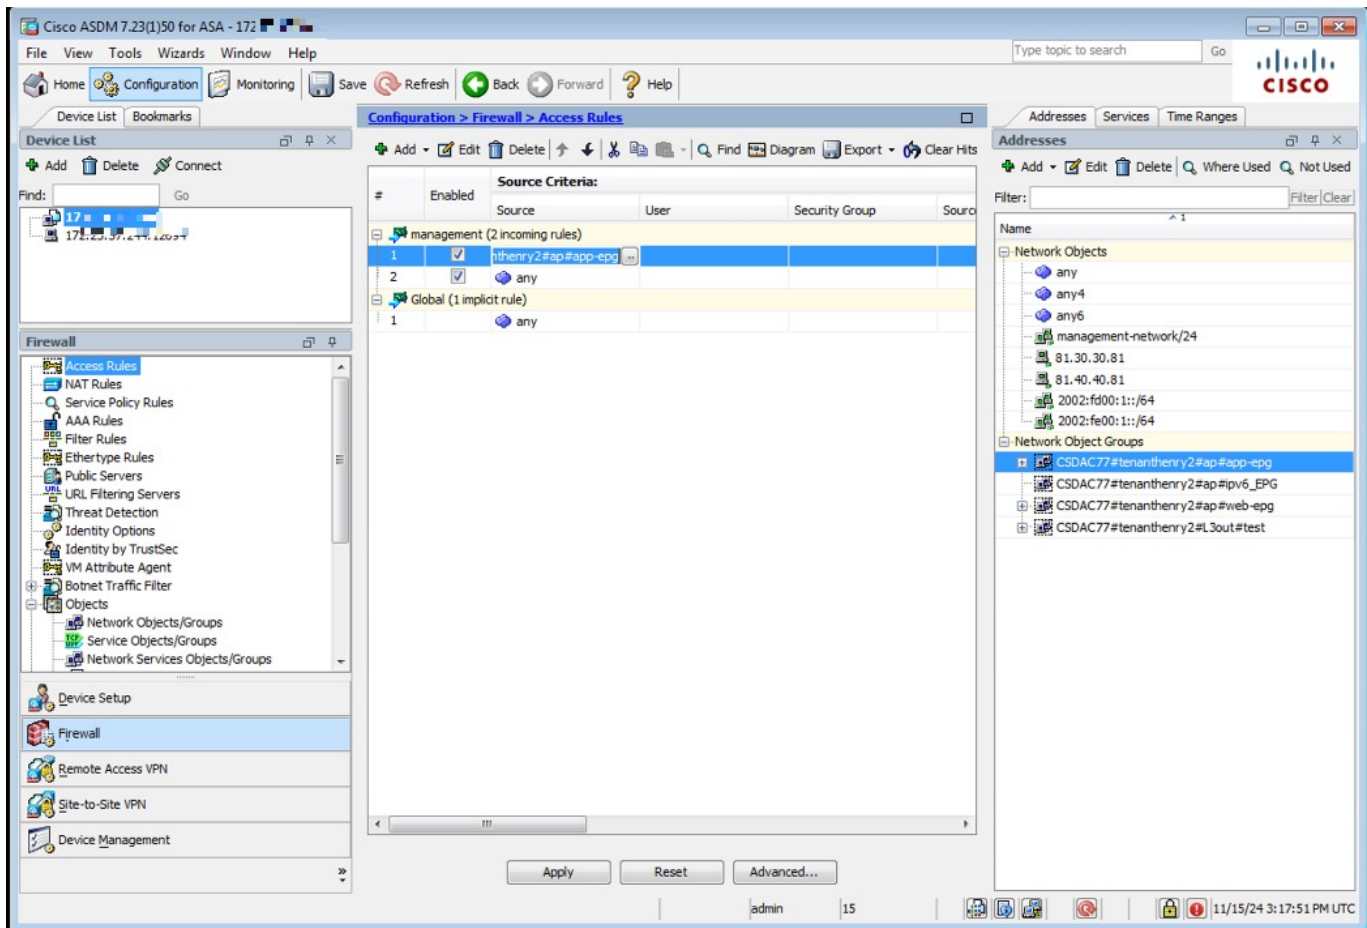 Cisco ASDM 7.23(1)50 for ASA - 172
File View Tools Wizards Window Help
Type topic to search Go
Home Configuration Monitoring Save Refresh Back Forward Help
CISCO
Device List Bookmarks
Device List
Add Delete Connect
Find: Go
17
Configuration > Firewall > Access Rules
Add Edit Delete Find Diagram Export Clear Hits
# Enabled Source Criteria:
Source User Security Group Sourc
management (2 incoming rules)
1 nthenry2#ap#app-epg ...
2 any
Global (1 implicit rule)
1 any
Firewall
Access Rules
NAT Rules
Service Policy Rules
AAA Rules
Filter Rules
Ethertype Rules
Public Servers
URL Filtering Servers
Threat Detection
Identity Options
Identity by TrustSec
VM Attribute Agent
Botnet Traffic Filter
Objects
Network Objects/Groups
Service Objects/Groups
Network Services Objects/Groups
Device Setup
Firewall
Remote Access VPN
Site-to-Site VPN
Device Management
Apply Reset Advanced...
Addresses Services Time Ranges
Addresses
Add Edit Delete Where Used Not Used
Filter: Filter Clear
1
Name
Network Objects
any
any4
any6
management-network/24
81.30.30.81
81.40.40.81
2002:fd00:1::/64
2002:fe00:1::/64
Network Object Groups
CSDAC77#tenanthenry2#ap#app-epg
CSDAC77#tenanthenry2#ap#ipv6_EPG
CSDAC77#tenanthenry2#ap#web-epg
CSDAC77#tenanthenry2#L3out#test
admin 15 11/15/24 3:17:51 PM UTC